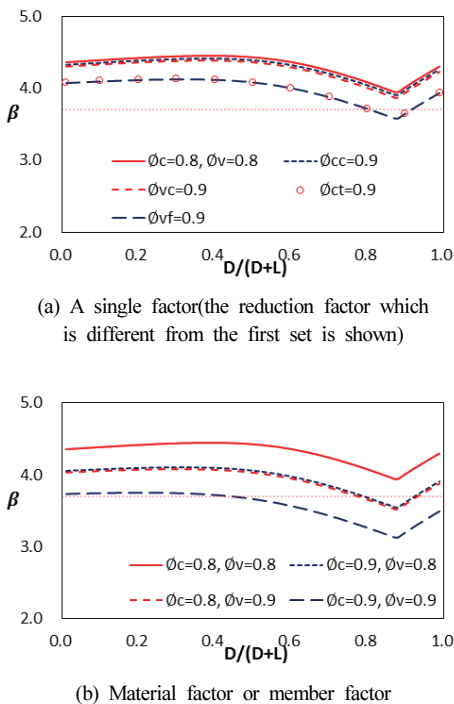 5.0
4.0
β
3.0
2.0
Øc=0.8, Øv=0.8
Øcc=0.9
Øvc=0.9
Øct=0.9
Øvf=0.9
0.0 0.2 0.4 0.6 0.8 1.0
D/(D+L)
(a) A single factor(the reduction factor which
is different from the first set is shown)
5.0
4.0
β
3.0
2.0
Øc=0.8, Øv=0.8
Øc=0.9, Øv=0.8
Øc=0.8, Øv=0.9
Øc=0.9, Øv=0.9
0.0 0.2 0.4 0.6 0.8 1.0
D/(D+L)
(b) Material factor or member factor